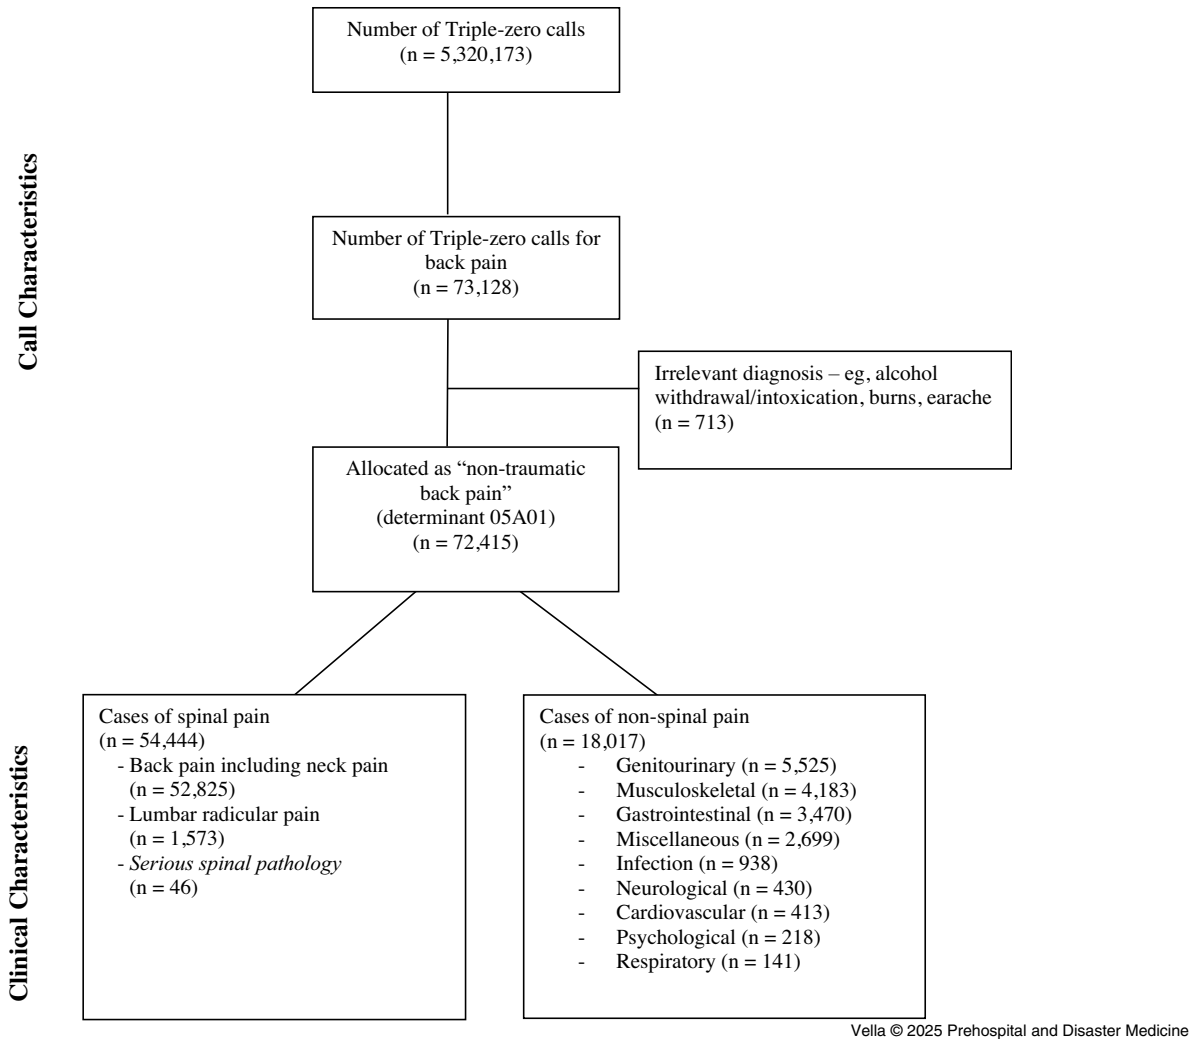 Call Characteristics
Number of Triple-zero calls
(n = 5,320,173)
Number of Triple-zero calls for
back pain
(n = 73,128)
Irrelevant diagnosis – eg, alcohol
withdrawal/intoxication, burns, earache
(n = 713)
Allocated as “non-traumatic
back pain”
(determinant 05A01)
(n = 72,415)
Clinical Characteristics
Cases of spinal pain
(n = 54,444)
- Back pain including neck pain
(n = 52,825)
- Lumbar radicular pain
(n = 1,573)
- Serious spinal pathology
(n = 46)
Cases of non-spinal pain
(n = 18,017)
- Genitourinary (n = 5,525)
- Musculoskeletal (n = 4,183)
- Gastrointestinal (n = 3,470)
- Miscellaneous (n = 2,699)
- Infection (n = 938)
- Neurological (n = 430)
- Cardiovascular (n = 413)
- Psychological (n = 218)
- Respiratory (n = 141)
Vella © 2025 Prehospital and Disaster Medicine